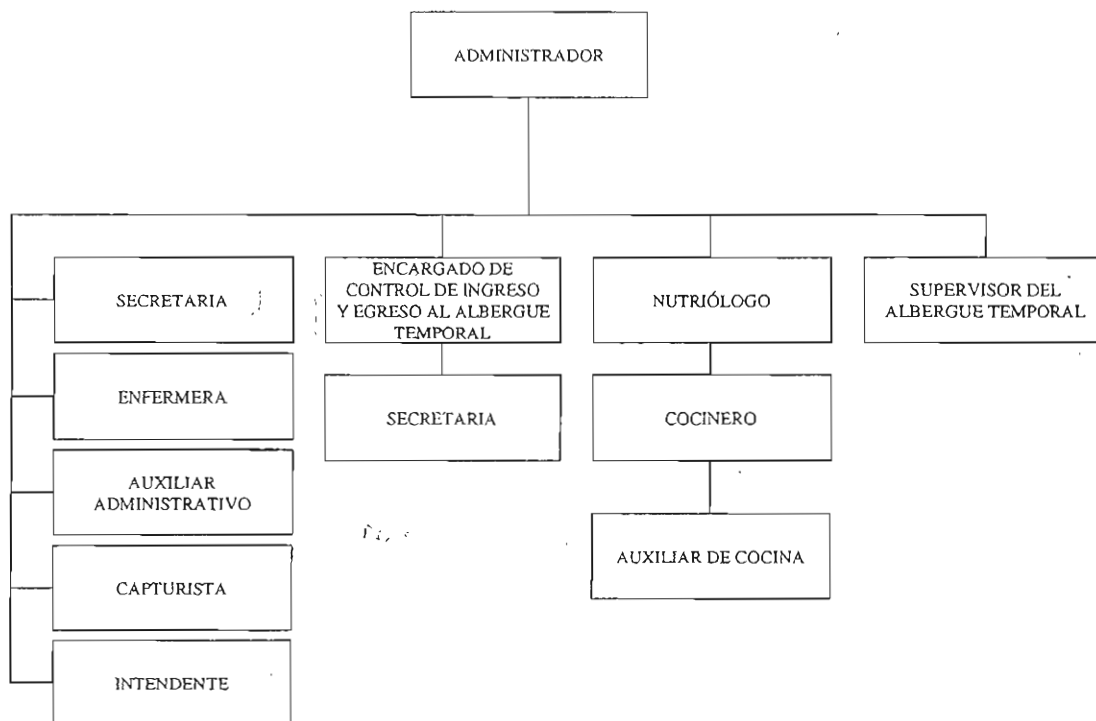 ADMINISTRADOR
SECRETARIA
ENCARGADO DE
CONTROL DE INGRESO
Y EGRESO AL ALBERGUE
TEMPORAL
NUTRIÓLOGO
SUPERVISOR DEL
ALBERGUE TEMPORAL
ENFERMERA
SECRETARIA
COCINERO
AUXILIAR
ADMINISTRATIVO
AUXILIAR DE COCINA
CAPTURISTA
INTENDENTE